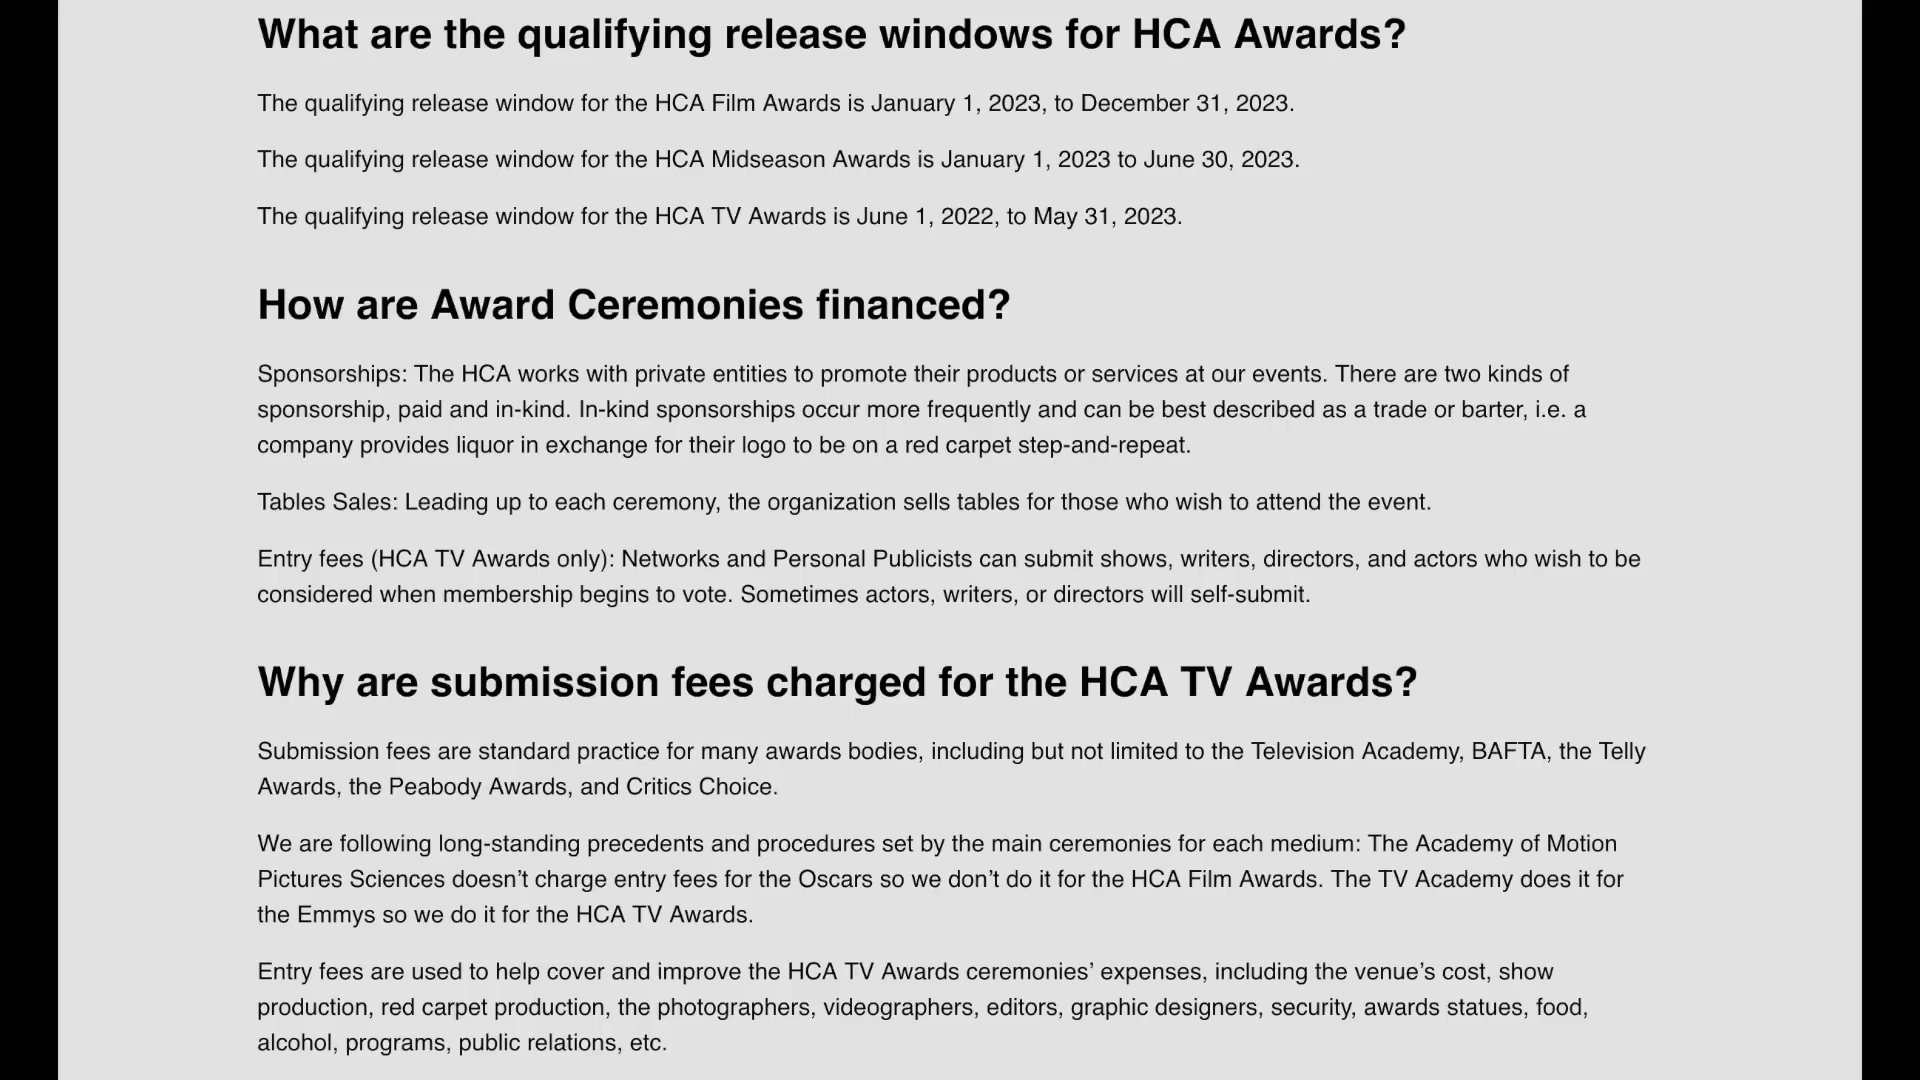 What are the qualifying release windows for HCA Awards?
The qualifying release window for the HCA Film Awards is January 1, 2023, to December 31, 2023.
The qualifying release window for the HCA Midseason Awards is January 1, 2023 to June 30, 2023.
The qualifying release window for the HCA TV Awards is June 1, 2022, to May 31, 2023.
How are Award Ceremonies financed?
Sponsorships: The HCA works with private entities to promote their products or services at our events. There are two kinds of
sponsorship, paid and in-kind. In-kind sponsorships occur more frequently and can be best described as a trade or barter, i.e. a
company provides liquor in exchange for their logo to be on a red carpet step-and-repeat.
Tables Sales: Leading up to each ceremony, the organization sells tables for those who wish to attend the event.
Entry fees (HCA TV Awards only): Networks and Personal Publicists can submit shows, writers, directors, and actors who wish to be
considered when membership begins to vote. Sometimes actors, writers, or directors will self-submit.
Why are submission fees charged for the HCA TV Awards?
Submission fees are standard practice for many awards bodies, including but not limited to the Television Academy, BAFTA, the Telly
Awards, the Peabody Awards, and Critics Choice.
We are following long-standing precedents and procedures set by the main ceremonies for each medium: The Academy of Motion
Pictures Sciences doesn’t charge entry fees for the Oscars so we don’t do it for the HCA Film Awards. The TV Academy does it for
the Emmys so we do it for the HCA TV Awards.
Entry fees are used to help cover and improve the HCA TV Awards ceremonies’ expenses, including the venue’s cost, show
production, red carpet production, the photographers, videographers, editors, graphic designers, security, awards statues, food,
alcohol, programs, public relations, etc.